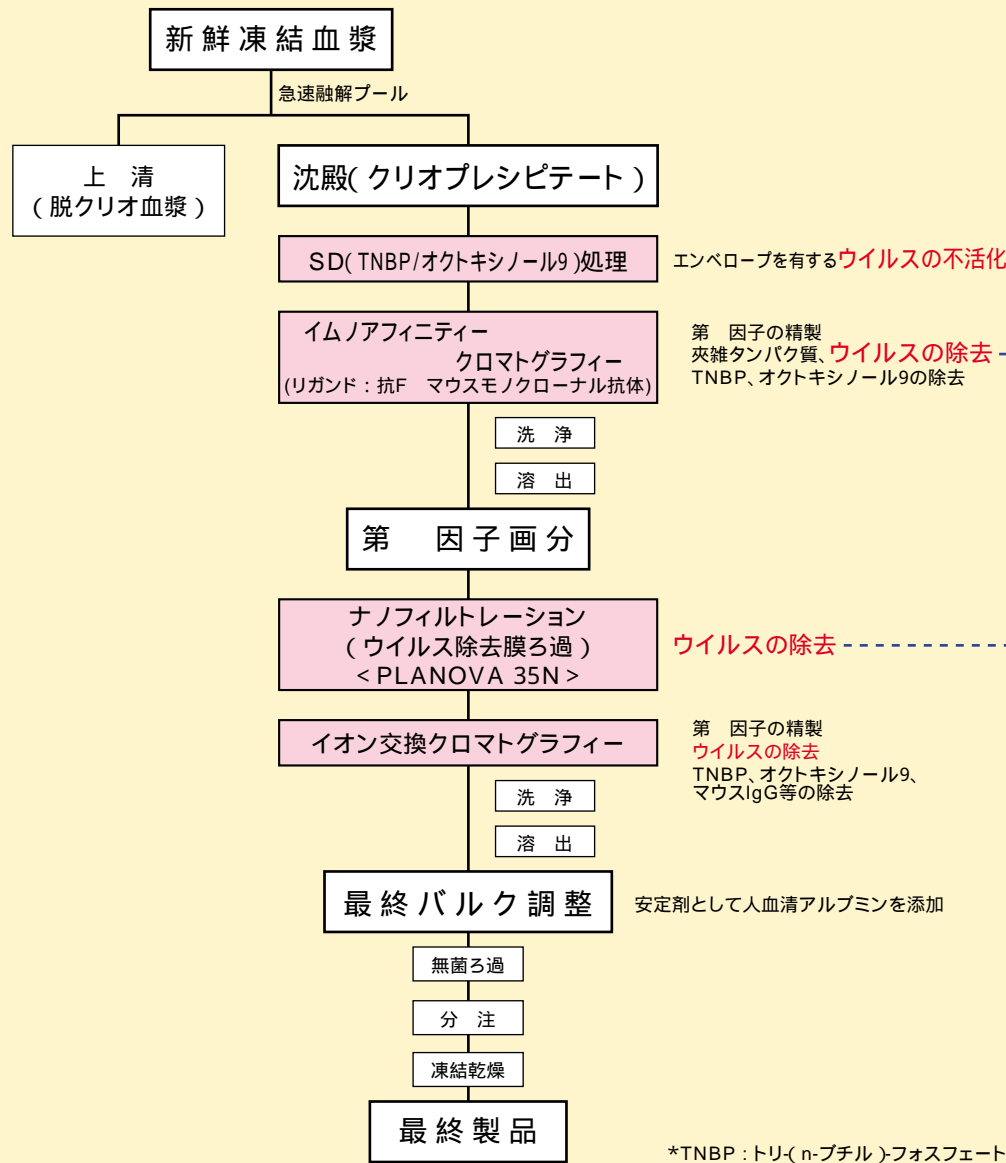 新鮮凍結血漿
急速融解プール
上 清
(脱クリオ血漿)
沈殿(クリオプレシピテート)
SD(TNBP/オクトキシノール9)処理
エンベロープを有するウイルスの不活化
イムノアフィニティー
クロマトグラフィー
(リガンド:抗F マウスモノクローナル抗体)
第 因子の精製
夾雑タンパク質、ウイルスの除去
TNBP、オクトキシノール9の除去
洗 浄
溶 出
第 因子画分
ナノフィルトレーション
(ウイルス除去膜ろ過)
<PLANOVA 35N>
ウイルスの除去
イオン交換クロマトグラフィー
第 因子の精製
ウイルスの除去
TNBP、オクトキシノール9、
マウスIgG等の除去
洗 浄
溶 出
最終バルク調整
安定剤として人血清アルブミンを添加
無菌ろ過
分 注
凍結乾燥
最終製品
*TNBP:トリ-(n-ブチル)-フォスフェート